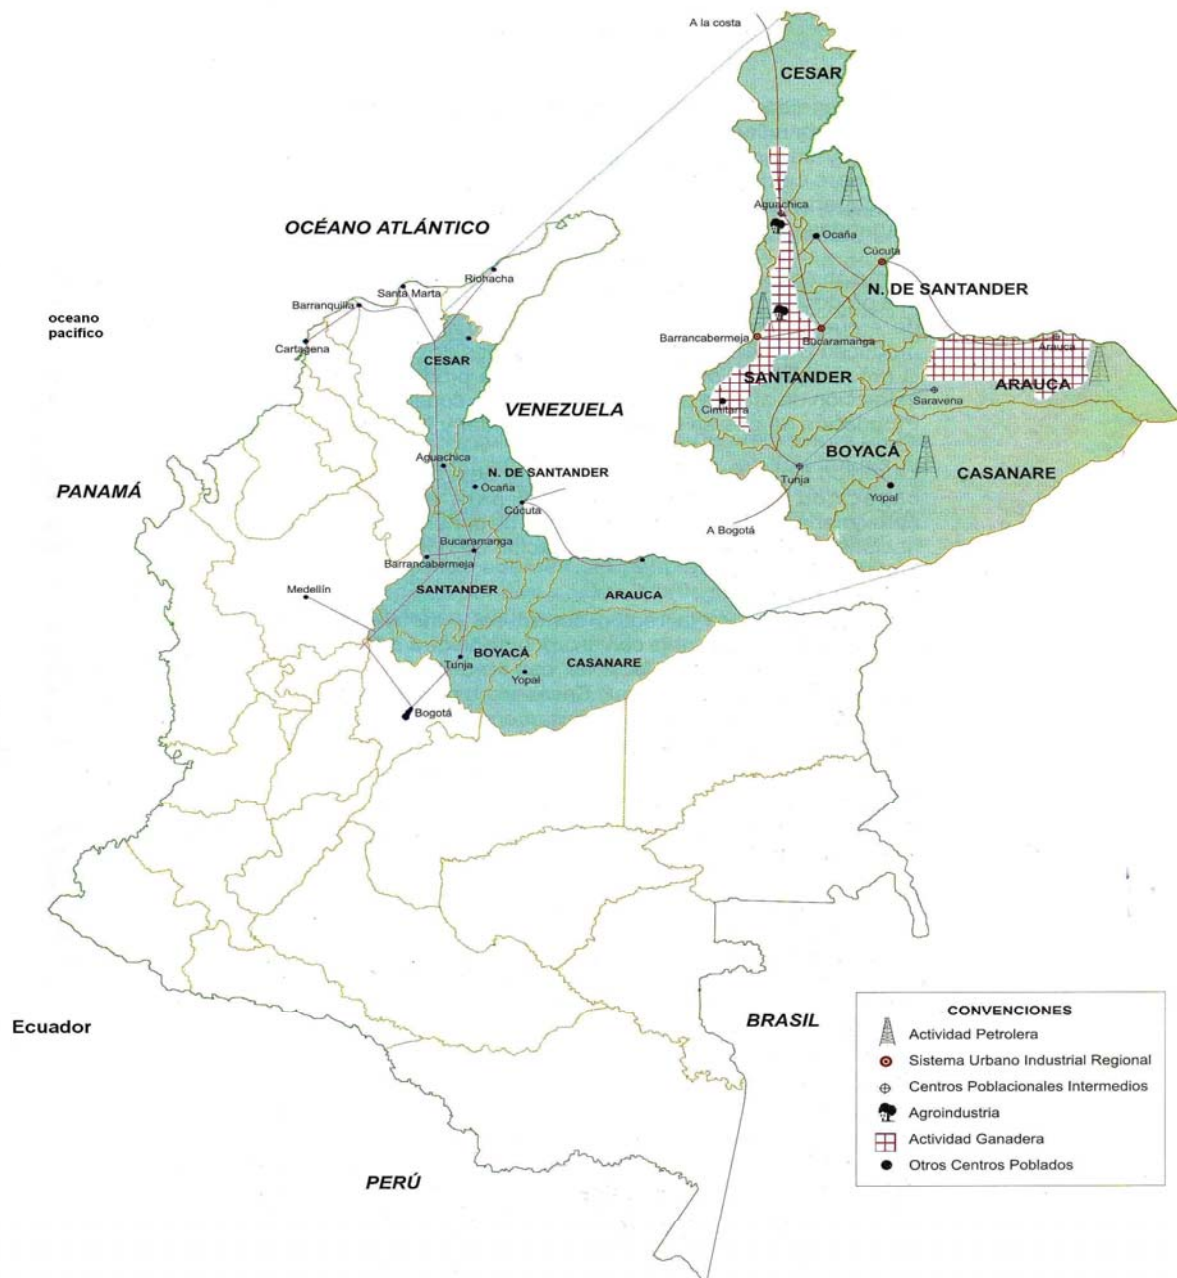 A la costa
CESAR
Aguachica
Ocaña
Cúcuta
N. DE SANTANDER
Barrancabermeja
Bucaramanga
Arauca
SANTANDER
ARAUCA
Cimitarra
Saravena
BOYACÁ
CASANARE
Tunja
Yopal
A Bogotá
OCÉANO ATLÁNTICO
Riohacha
Santa Marta
Barranquilla
oceano
pacifico
Cartagena
CESAR
VENEZUELA
Aguachica
N. DE SANTANDER
PANAMÁ
Ocaña
Cúcuta
Bucaramanga
Barrancabermeja
Medellín
SANTANDER
ARAUCA
BOYACÁ
Tunja
CASANARE
Yopal
Bogotá
Ecuador
BRASIL
PERÚ
CONVENCIONES
Actividad Petrolera
Sistema Urbano Industrial Regional
Centros Poblacionales Intermedios
Agroindustria
Actividad Ganadera
Otros Centros Poblados